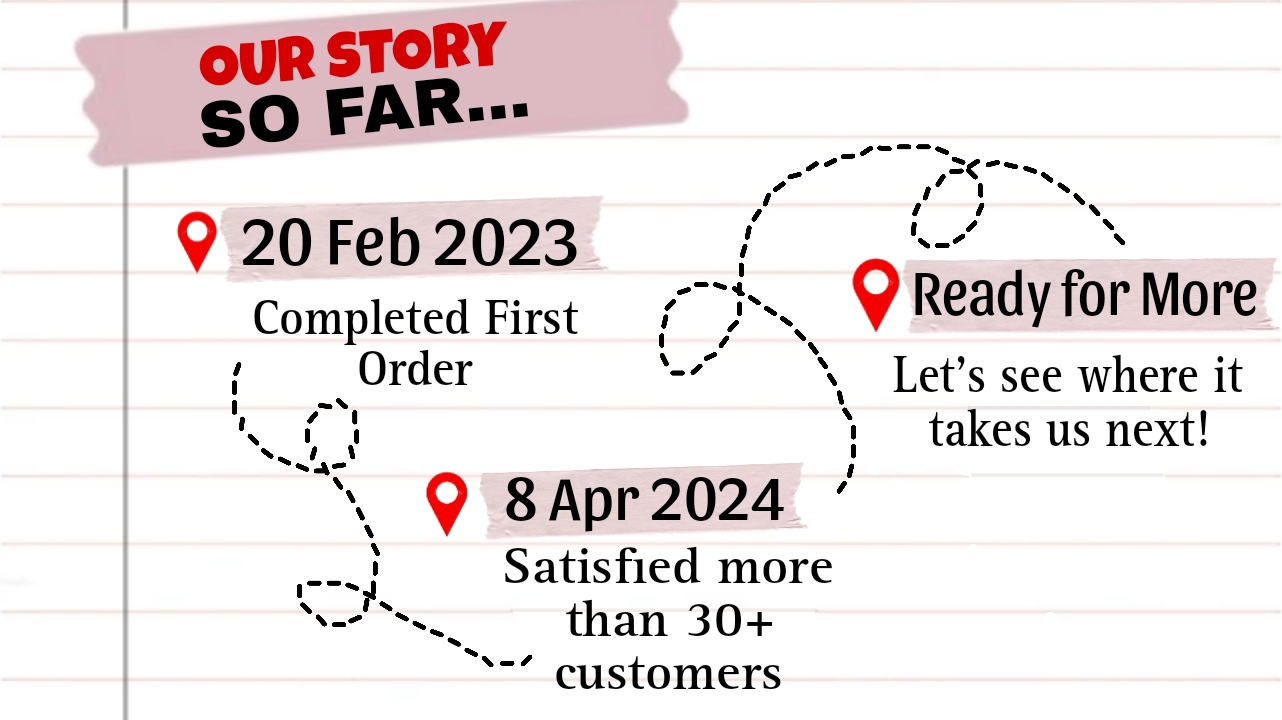 OUR STORY
SO FAR...
20 Feb 2023
Completed First
Order
8 Apr 2024
Satisfied more
than 30+
customers
Ready for More
Let's see where it
takes us next!